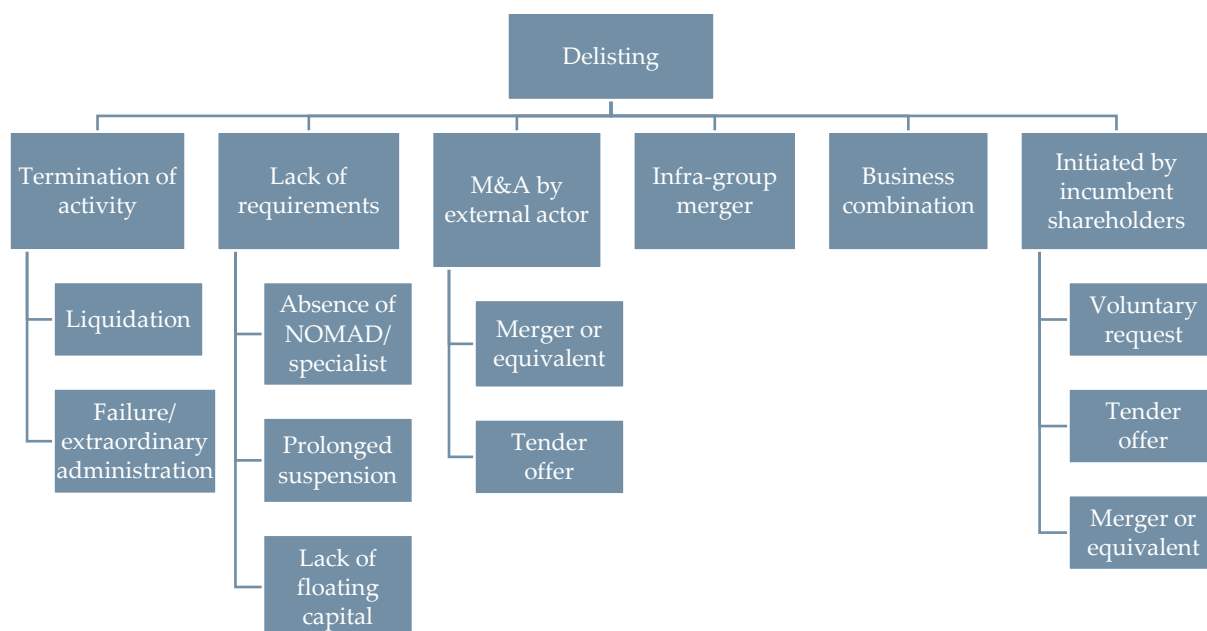 Delisting
Termination of
activity
Liquidation
Failure/
extraordinary
administration
Lack of
requirements
Absence of
NOMAD/
specialist
Prolonged
suspension
Lack of
floating
capital
M&A by
external actor
Merger or
equivalent
Tender
offer
Infra-group
merger
Business
combination
Initiated by
incumbent
shareholders
Voluntary
request
Tender
offer
Merger or
equivalent